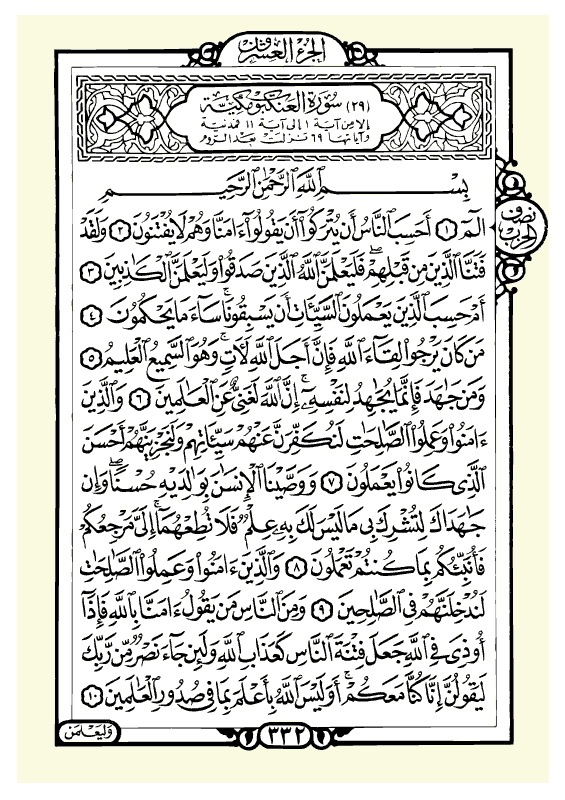 الجزء العشرون
(٢٩) سورة العنكبوت مكية
إلا من آية ١ إلى آية ١١ فمدنية
وآياتها ٦٩ نزلت بعد الروم
بِسْمِ اللَّهِ الرَّحْمَٰنِ الرَّحِيمِ
نصف الحزب
الٓمٓ ١ أَحَسِبَ ٱلنَّاسُ أَن يُتْرَكُوٓا۟ أَن يَقُولُوٓا۟ ءَامَنَّا وَهُمْ لَا يُفْتَنُونَ ٢ وَلَقَدْ
فَتَنَّا ٱلَّذِينَ مِن قَبْلِهِمْ ۖ فَلَيَعْلَمَنَّ ٱللَّهُ ٱلَّذِينَ صَدَقُوا۟ وَلَيَعْلَمَنَّ ٱلْكَٰذِبِينَ ٣
أَمْ حَسِبَ ٱلَّذِينَ يَعْمَلُونَ ٱلسَّيِّـَٔاتِ أَن يَسْبِقُونَا ۚ سَآءَ مَا يَحْكُمُونَ ٤
مَن كَانَ يَرْجُوا۟ لِقَآءَ ٱللَّهِ فَإِنَّ أَجَلَ ٱللَّهِ لَـَٔاتٍ ۚ وَهُوَ ٱلسَّمِيعُ ٱلْعَلِيمُ ٥
وَمَن جَٰهَدَ فَإِنَّمَا يُجَٰهِدُ لِنَفْسِهِۦٓ ۚ إِنَّ ٱللَّهَ لَغَنِىٌّ عَنِ ٱلْعَٰلَمِينَ ٦ وَٱلَّذِينَ
ءَامَنُوا۟ وَعَمِلُوا۟ ٱلصَّٰلِحَٰتِ لَنُكَفِّرَنَّ عَنْهُمْ سَيِّـَٔاتِهِمْ وَلَنَجْزِيَنَّهُمْ أَحْسَنَ
ٱلَّذِى كَانُوا۟ يَعْمَلُونَ ٧ وَوَصَّيْنَا ٱلْإِنسَٰنَ بِوَٰلِدَيْهِ حُسْنًا ۖ وَإِن
جَٰهَدَاكَ لِتُشْرِكَ بِى مَا لَيْسَ لَكَ بِهِۦ عِلْمٌ فَلَا تُطِعْهُمَآ ۚ إِلَىَّ مَرْجِعُكُمْ
فَأُنَبِّئُكُم بِمَا كُنتُمْ تَعْمَلُونَ ٨ وَٱلَّذِينَ ءَامَنُوا۟ وَعَمِلُوا۟ ٱلصَّٰلِحَٰتِ
لَنُدْخِلَنَّهُمْ فِى ٱلصَّٰلِحِينَ ٩ وَمِنَ ٱلنَّاسِ مَن يَقُولُ ءَامَنَّا بِٱللَّهِ فَإِذَآ
أُوذِىَ فِى ٱللَّهِ جَعَلَ فِتْنَةَ ٱلنَّاسِ كَعَذَابِ ٱللَّهِ وَلَئِن جَآءَ نَصْرٌ مِّن رَّبِّكَ
لَيَقُولُنَّ إِنَّا كُنَّا مَعَكُمْ ۚ أَوَلَيْسَ ٱللَّهُ بِأَعْلَمَ بِمَا فِى صُدُورِ ٱلْعَٰلَمِينَ ١٠
وليعلمن
٣٣٢